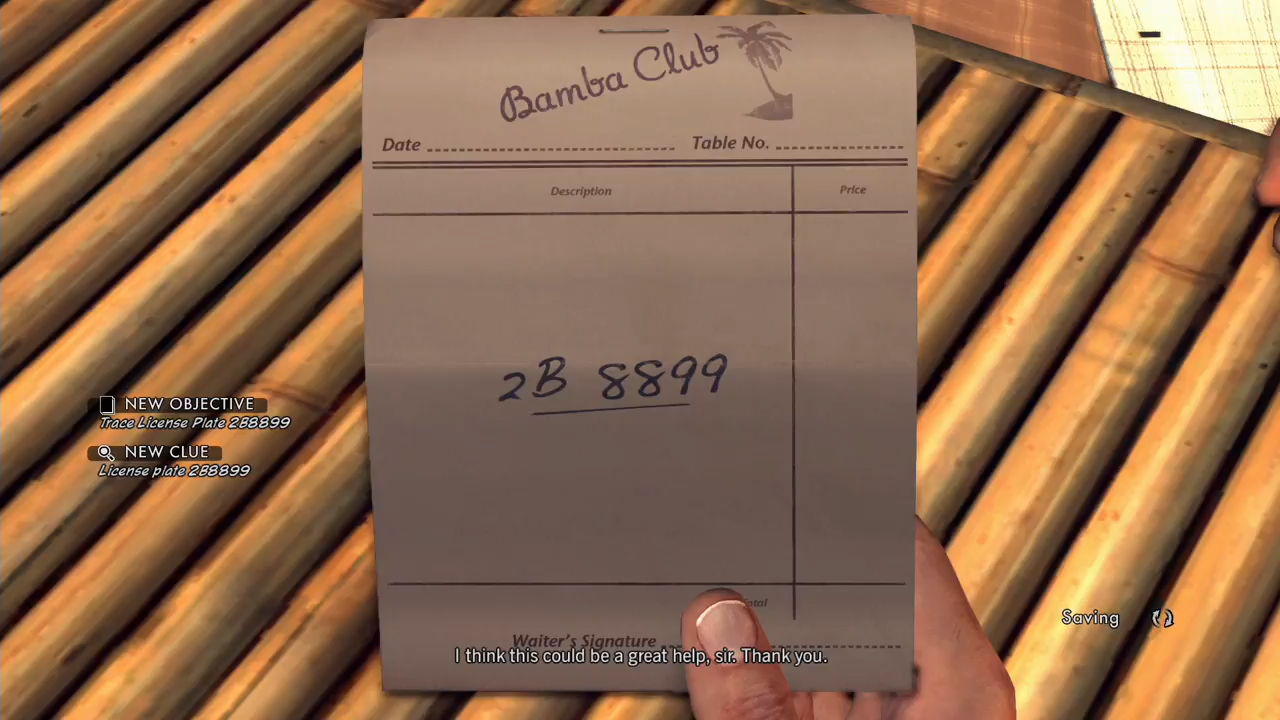 Bamba Club
Date
Table No.
Description
Price
2B 8899
NEW OBJECTIVE
Trace License Plate 2B8899
NEW CLUE
License plate 2B8899
Saving
Waiter's Signature
I think this could be a great help, sir. Thank you.